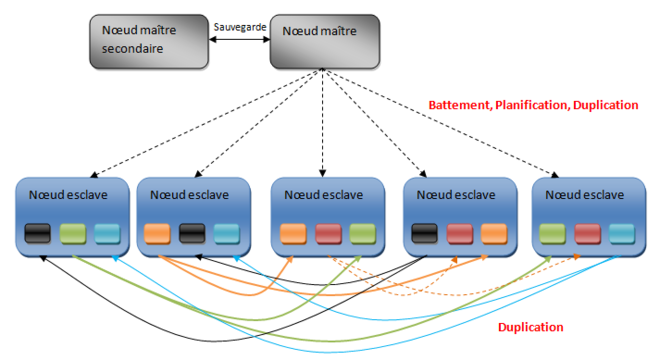 Nœud maître
secondaire
Sauvegarde
Nœud maître
Battement, Planification, Duplication
Nœud esclave
Nœud esclave
Nœud esclave
Nœud esclave
Nœud esclave
Duplication